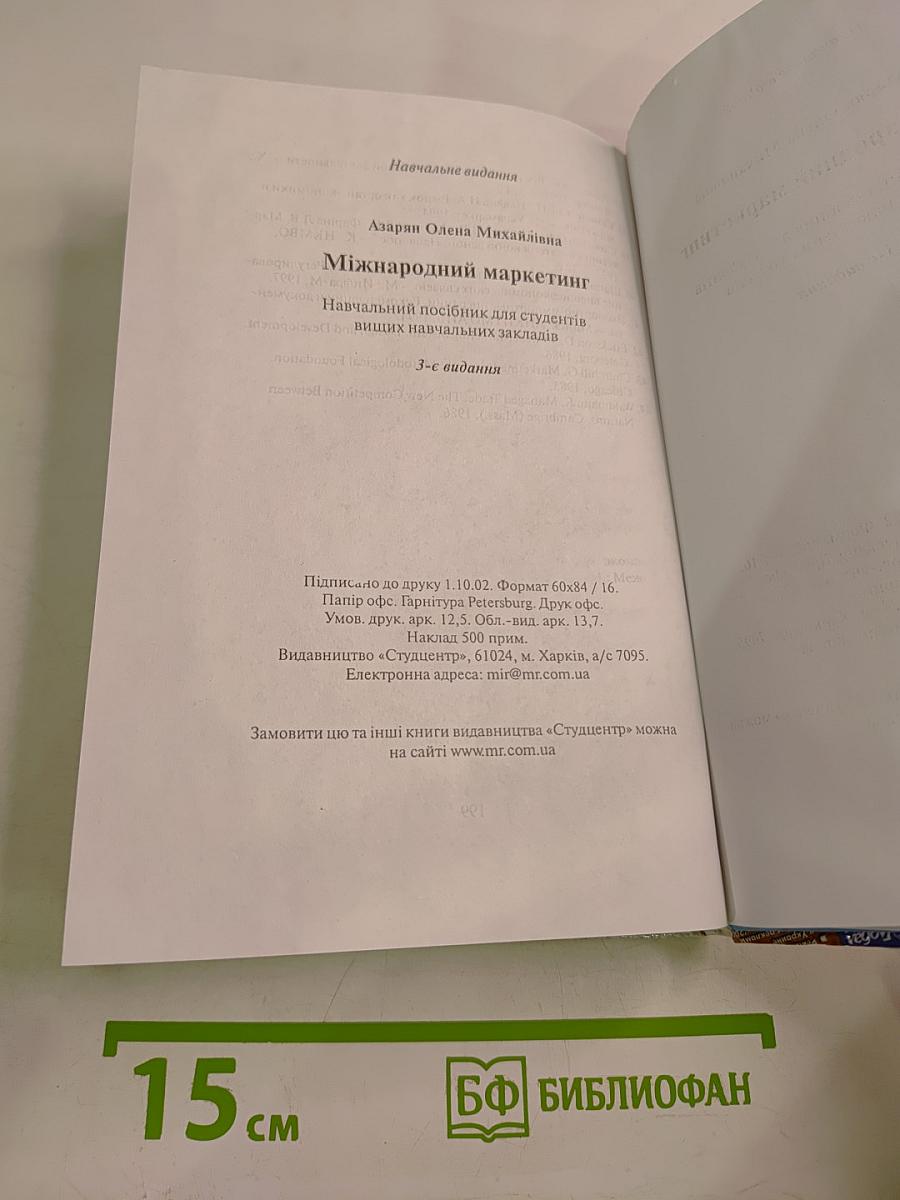 Навчальне видання
Азарян Олена Михайлівна
Міжнародний маркетинг
Навчальний посібник для студентів
вищих навчальних закладів
3-є видання
Підписано до друку 1.10.02. Формат 60х84 / 16.
Папір офс. Гарнітура Petersburg. Друк офс.
Умов. друк. арк. 12,5. Обл.-вид. арк. 13,7.
Наклад 500 прим.
Видавництво «Студцентр», 61024, м. Харків, а/с 7095.
Електронна адреса: mir@mr.com.ua
Замовити цю та інші книги видавництва «Студцентр» можна
на сайті www.mr.com.ua
199
15 см
БФ БИБЛИОФАН